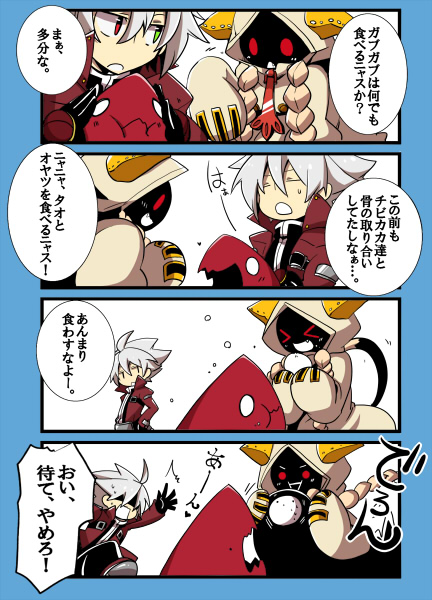 ガブガブは何でも
食べるニャスか？
まぁ、
多分な。
この前も
チビカカ達と
骨の取り合い
してたしなぁ…。
はぁ…
ニャニャ、タオと
オヤツを食べるニャス！
あんまり
食わすなよー。
どろん
あーん
おい、
待て、やめろ！